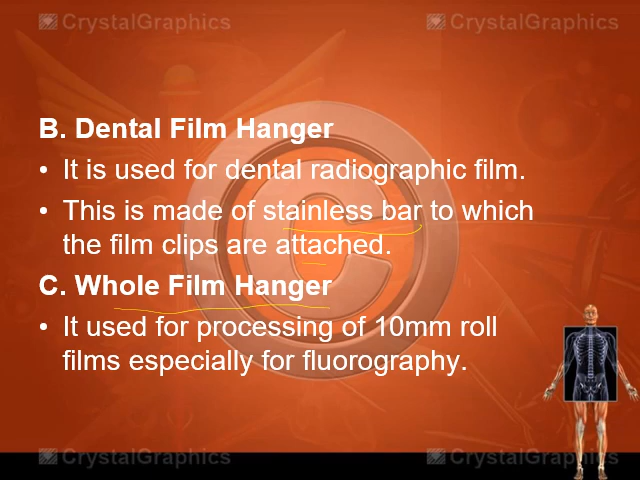 CrystalGraphics CrystalGraphics
B. Dental Film Hanger
• It is used for dental radiographic film.
• This is made of stainless bar to which
the film clips are attached.
C. Whole Film Hanger
• It used for processing of 10mm roll
films especially for fluorography.
CrystalGraphics CrystalGraphics